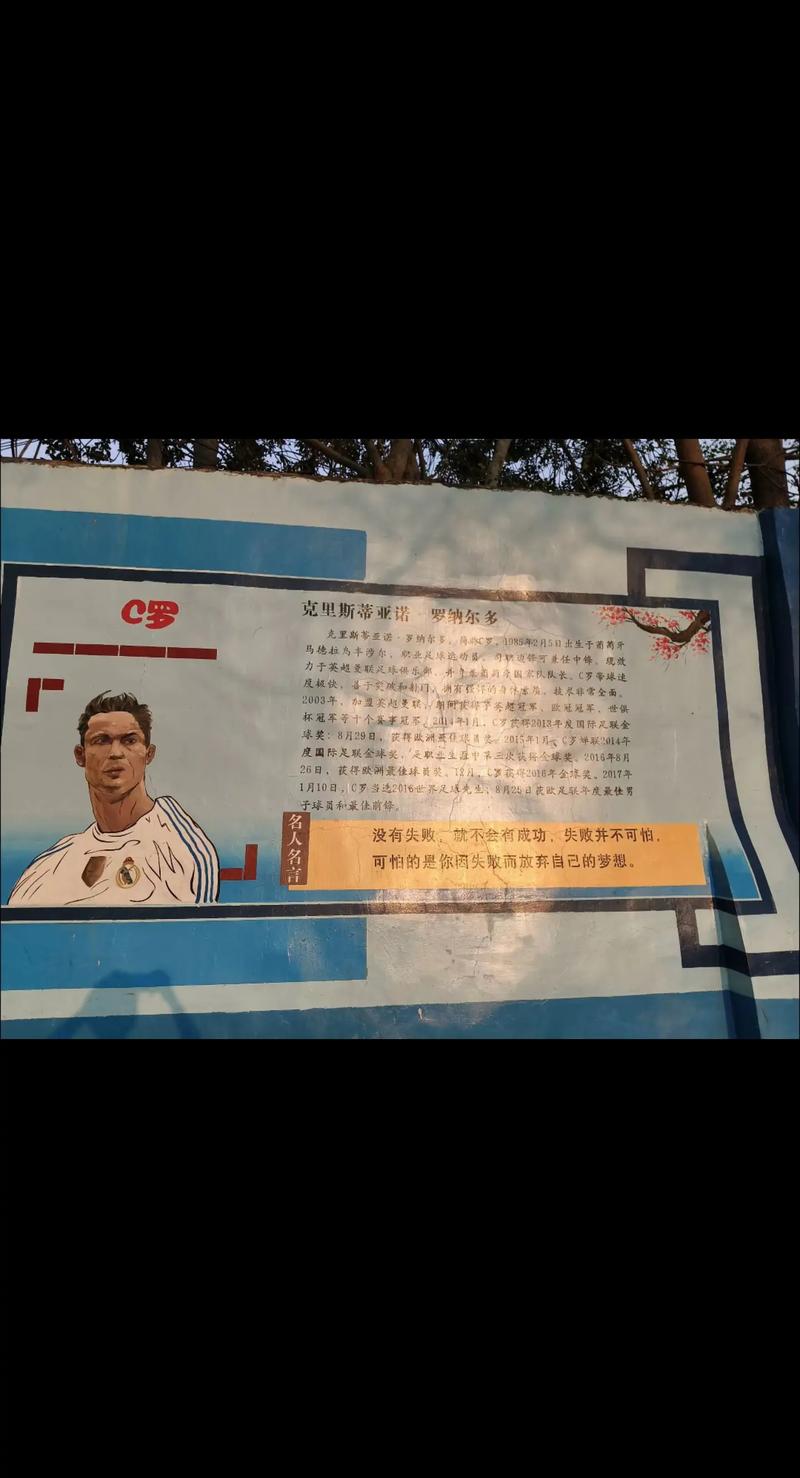 C罗
克里斯蒂亚诺·罗纳尔多
克里斯蒂亚诺·罗纳尔多，简称C罗，1985年2月5日出生于葡萄牙
马德拉岛丰沙尔，职业足球运动员，司职边锋可兼任中锋，现效
力于英超曼联足球俱乐部，并身兼葡萄牙国家队队长。C罗带球速
度极快，善于突破和射门，拥有强悍的身体素质，技术非常全面。
2003年，加盟英超曼联，期间获得了英超冠军、欧冠冠军、世俱
杯冠军等十个赛事冠军。2014年1月，C罗获得2013年度国际足联金
球奖；8月29日，获得欧洲最佳球员奖。2015年1月，C罗蝉联2014年
度国际足联金球奖，是职业生涯中第三次获得金球奖。2016年8月
26日，获得欧洲最佳球员奖。12月，C罗获得2016年金球奖。2017年
1月10日，C罗当选2016世界足球先生；8月25日获欧足联年度最佳男
子球员和最佳前锋。
名人名言
没有失败，就不会有成功，失败并不可怕，
可怕的是你因失败而放弃自己的梦想。